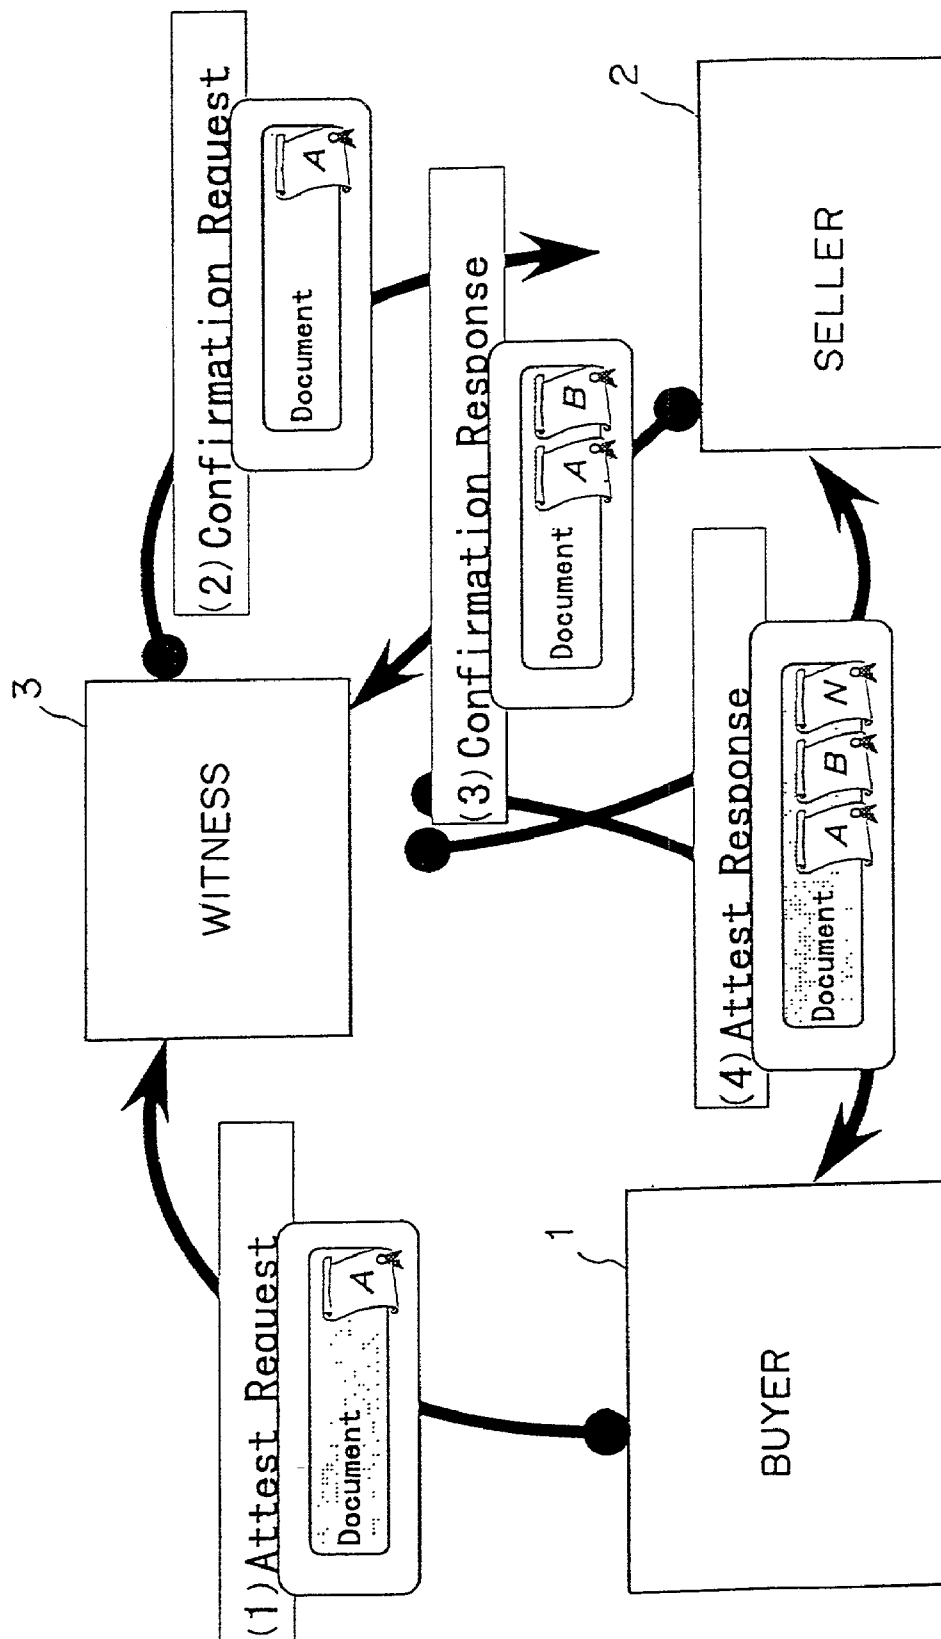 3
WITNESS
(1) Attest Request
Document
A
(2) Confirmation Request
Document
A
(3) Confirmation Response
Document
A
B
(4) Attest Response
Document
A
B
N
1
BUYER
2
SELLER